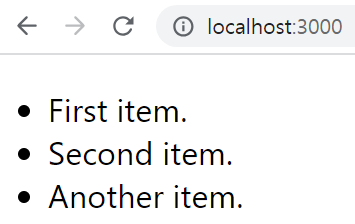 localhost:3000
• First item.
• Second item.
• Another item.